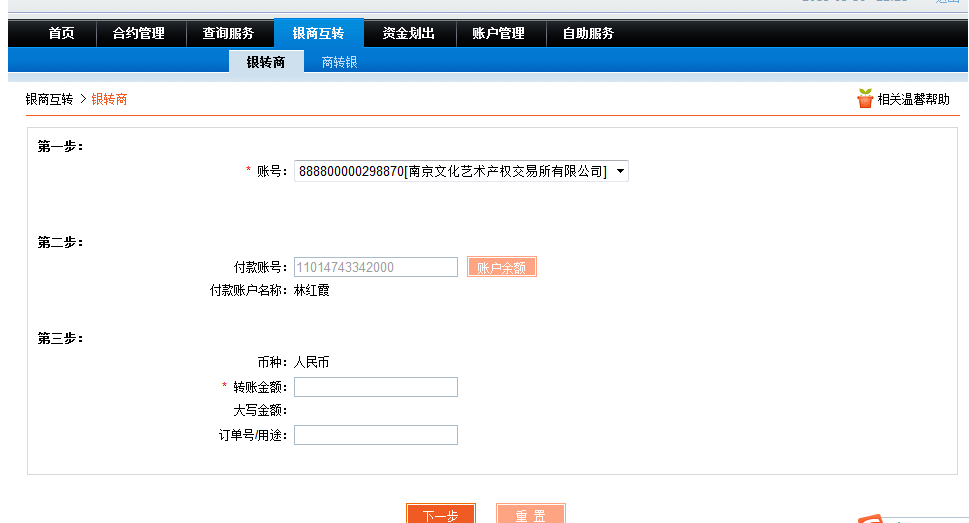 首页 合约管理 查询服务 银商互转 资金划出 账户管理 自助服务
银转商 商转银
银商互转 > 银转商 相关温馨帮助
第一步：
* 账号： 888800000298870[南京文化艺术产权交易所有限公司]
第二步：
付款账号： 11014743342000 账户余额
付款账户名称： 林红霞
第三步：
币种： 人民币
* 转账金额：
大写金额：
订单号/用途：
下一步 重 置